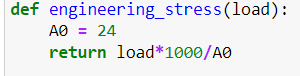 def engineering_stress(load):
    A0 = 24
    return load*1000/A0